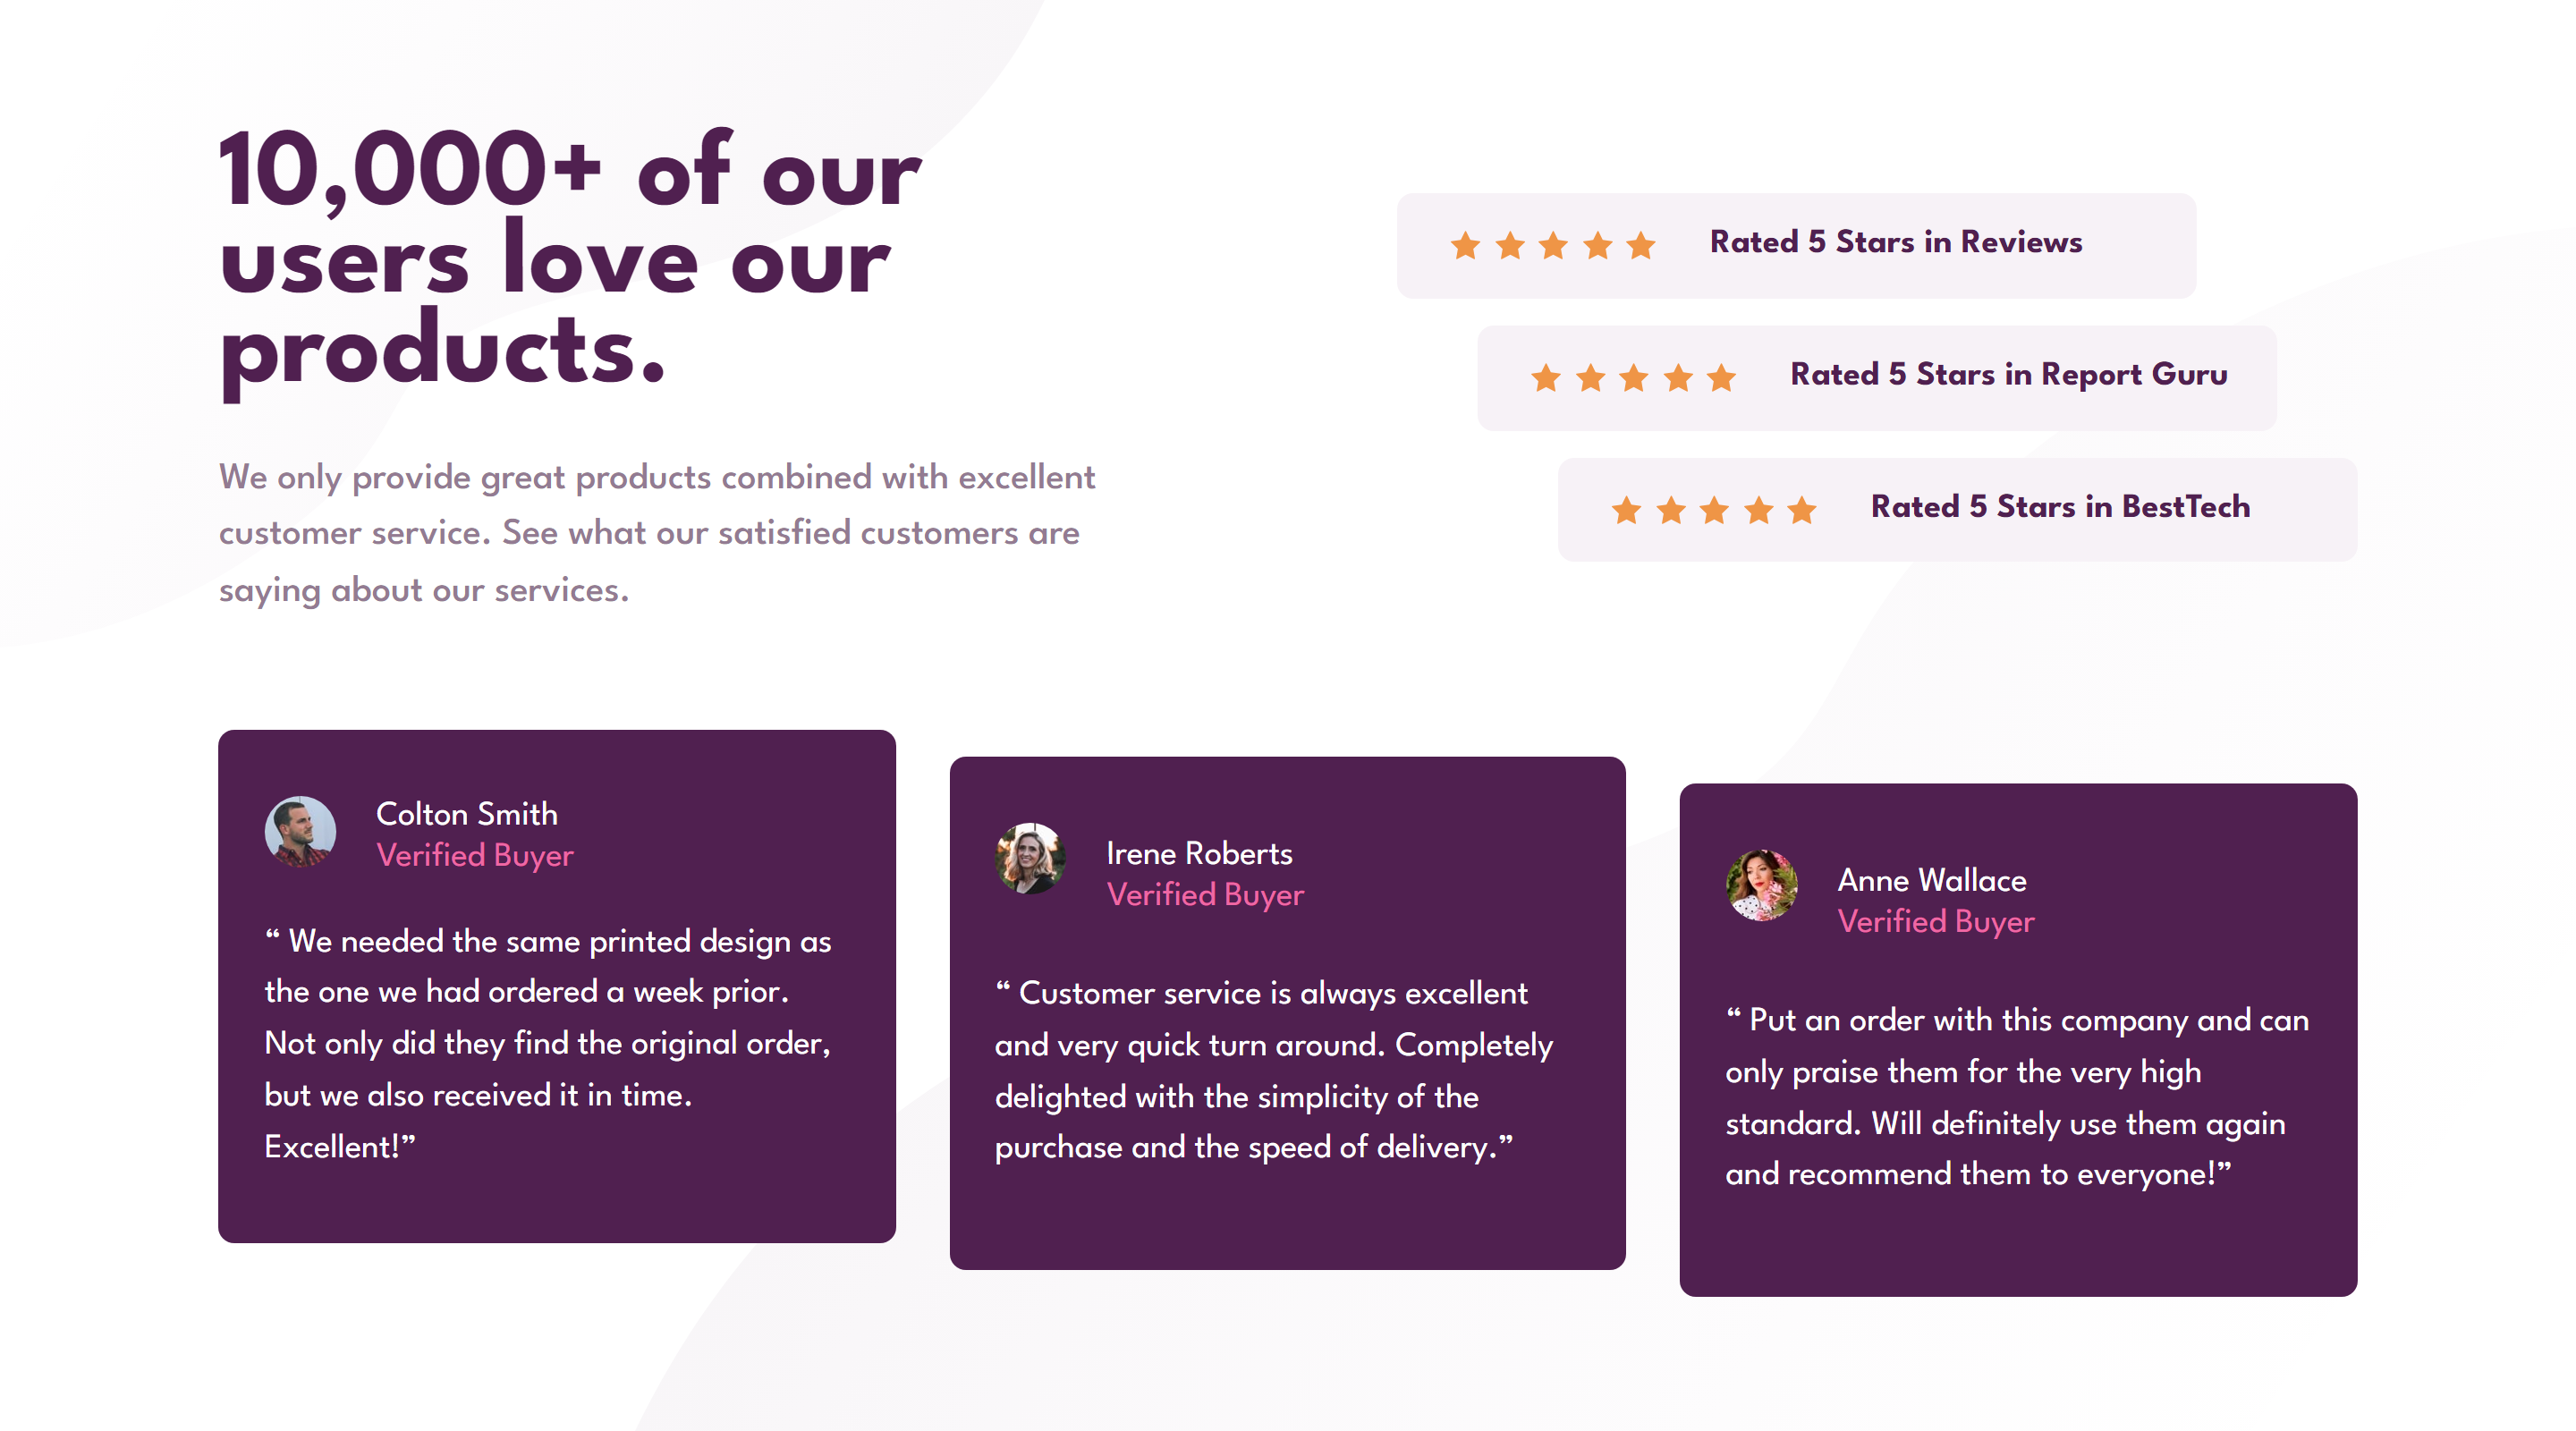 10,000+ of our
users love our
products.
We only provide great products combined with excellent
customer service. See what our satisfied customers are
saying about our services.
Rated 5 Stars in Reviews
Rated 5 Stars in Report Guru
Rated 5 Stars in BestTech
Colton Smith
Verified Buyer
“ We needed the same printed design as
the one we had ordered a week prior.
Not only did they find the original order,
but we also received it in time.
Excellent!”
Irene Roberts
Verified Buyer
“ Customer service is always excellent
and very quick turn around. Completely
delighted with the simplicity of the
purchase and the speed of delivery.”
Anne Wallace
Verified Buyer
“ Put an order with this company and can
only praise them for the very high
standard. Will definitely use them again
and recommend them to everyone!”